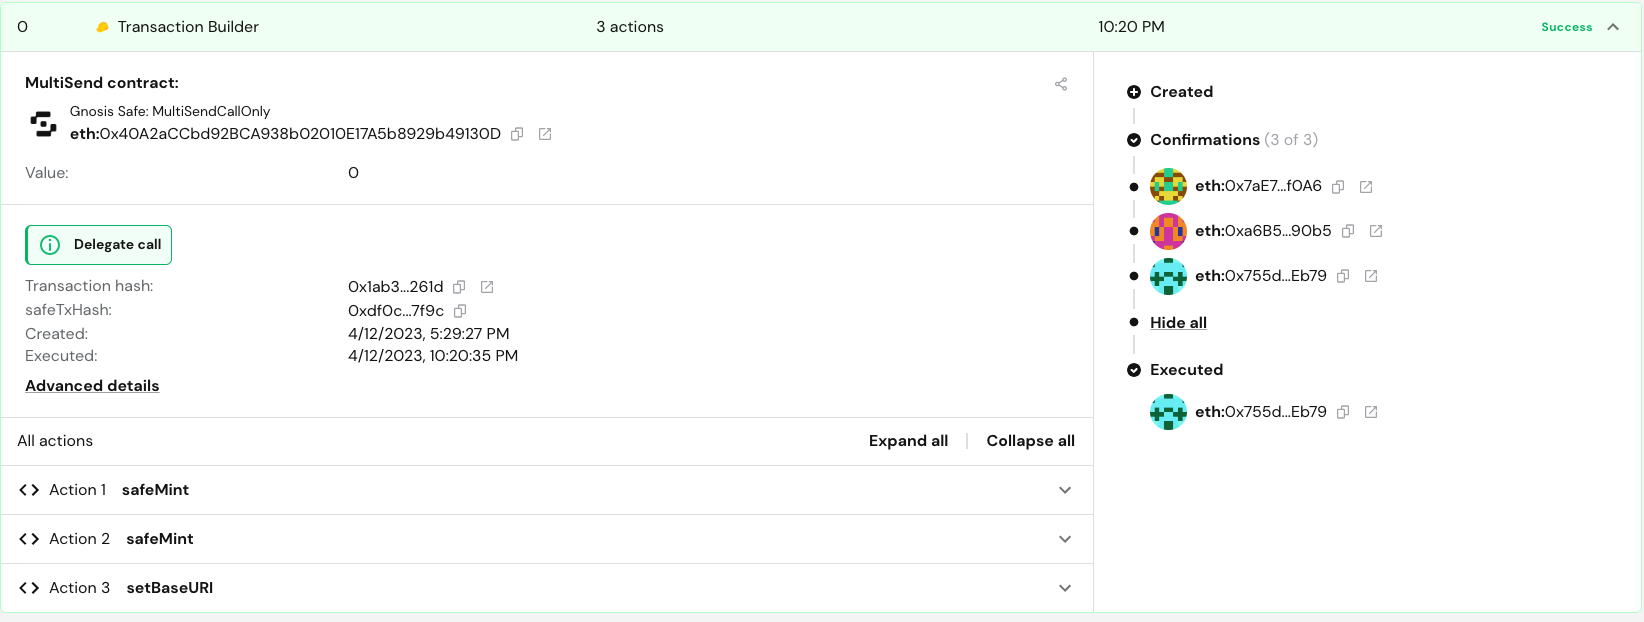 0 Transaction Builder 3 actions 10:20 PM Success
MultiSend contract:
Gnosis Safe: MultiSendCallOnly
eth:0x40A2aCCbd92BCA938b02010E17A5b8929b49130D
Value: 0
Delegate call
Transaction hash: 0x1ab3...261d
safeTxHash: 0xdf0c...7f9c
Created: 4/12/2023, 5:29:27 PM
Executed: 4/12/2023, 10:20:35 PM
Advanced details
All actions Expand all Collapse all
Action 1 safeMint
Action 2 safeMint
Action 3 setBaseURI
Created
Confirmations (3 of 3)
eth:0x7aE7...f0A6
eth:0xa6B5...90b5
eth:0x755d...Eb79
Hide all
Executed
eth:0x755d...Eb79